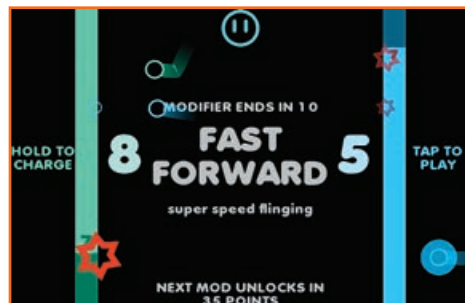 MODIFIER ENDS IN 10
HOLD TO
CHARGE
8
FAST
FORWARD
5
TAP TO
PLAY
super speed flinging
NEXT MOD UNLOCKS IN
35 POINTS